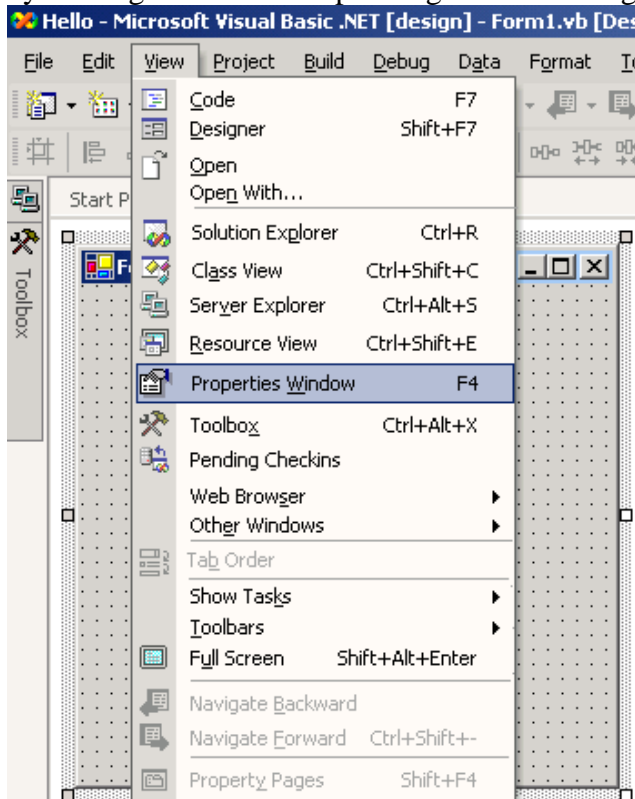 Hello - Microsoft Visual Basic .NET [design] - Form1.vb [Des
File Edit View Project Build Debug Data Format
Code F7
Designer Shift+F7
Open
Open With...
Start P
Solution Explorer Ctrl+R
Class View Ctrl+Shift+C
Server Explorer Ctrl+Alt+S
Resource View Ctrl+Shift+E
Properties Window F4
Toolbox
Toolbox Ctrl+Alt+X
Pending Checkins
Web Browser
Other Windows
Tab Order
Show Tasks
Toolbars
Full Screen Shift+Alt+Enter
Navigate Backward
Navigate Forward Ctrl+Shift+-
Property Pages Shift+F4